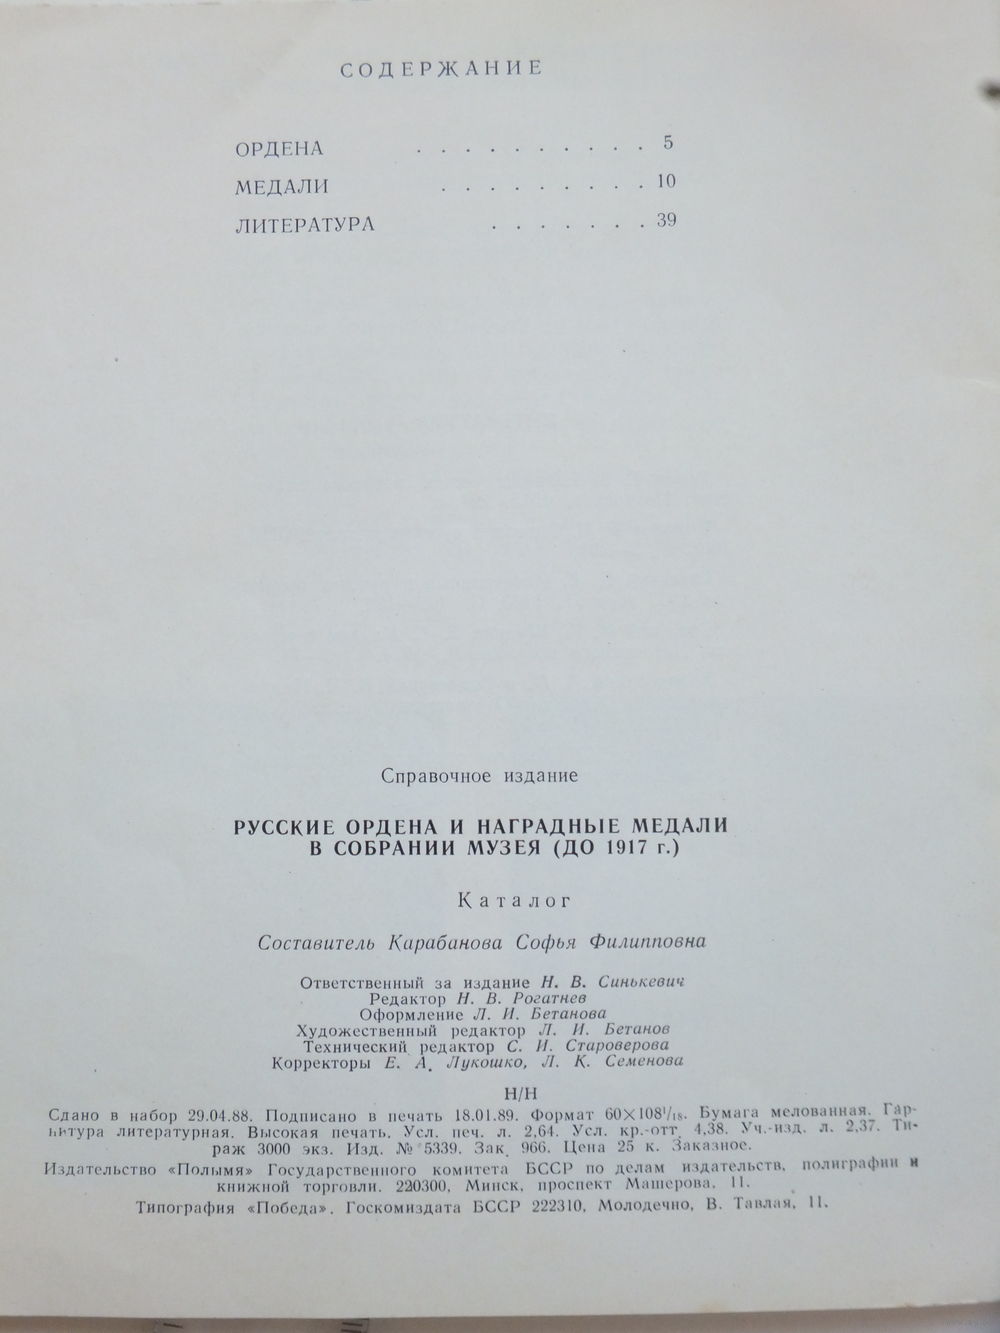 СОДЕРЖАНИЕ
ОРДЕНА . . . . . . . . . . 5
МЕДАЛИ . . . . . . . . . 10
ЛИТЕРАТУРА . . . . . . . 39
Справочное издание
РУССКИЕ ОРДЕНА И НАГРАДНЫЕ МЕДАЛИ
В СОБРАНИИ МУЗЕЯ (ДО 1917 г.)
Каталог
Составитель Карабанова Софья Филипповна
Ответственный за издание Н. В. Синькевич
Редактор Н. В. Рогатнев
Оформление Л. И. Бетанова
Художественный редактор Л. И. Бетанов
Технический редактор С. И. Староверова
Корректоры Е. А. Лукошко, Л. К. Семенова
Н/Н
Сдано в набор 29.04.88. Подписано в печать 18.01.89. Формат 60×108¹/₁₈. Бумага мелованная. Гар-
нитура литературная. Высокая печать. Усл. печ. л. 2,64. Усл. кр.-отт. 4,38. Уч.-изд. л. 2,37. Ти-
раж 3000 экз. Изд. № 5339. Зак. 966. Цена 25 к. Заказное.
Издательство «Полымя» Государственного комитета БССР по делам издательств, полиграфии и
книжной торговли. 220300, Минск, проспект Машерова, 11.
Типография «Победа». Госкомиздата БССР 222310, Молодечно, В. Тавлая, 11.